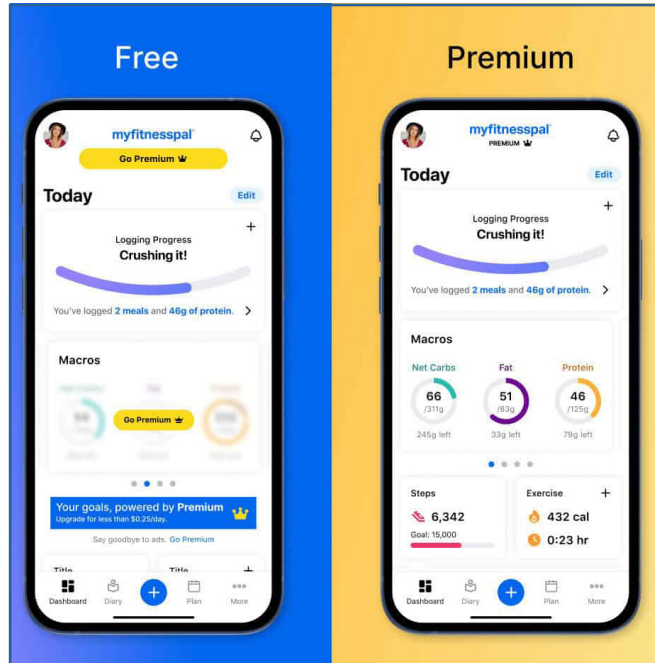 Free
myfitnesspal
Go Premium
Today
Edit
+
Logging Progress
Crushing it!
You've logged 2 meals and 46g of protein.
Macros
Go Premium
Your goals, powered by Premium
Upgrade for less than $0.25/day.
Say goodbye to ads. Go Premium
Title
Title
+
Dashboard
Diary
+
Plan
More
Premium
myfitnesspal
PREMIUM
Today
Edit
+
Logging Progress
Crushing it!
You've logged 2 meals and 46g of protein.
Macros
Net Carbs Fat Protein
66 51 46
/311g /83g /125g
245g left 33g left 79g left
Steps
6,342
Goal: 15,000
Exercise +
432 cal
0:23 hr
Dashboard
Diary
+
Plan
More